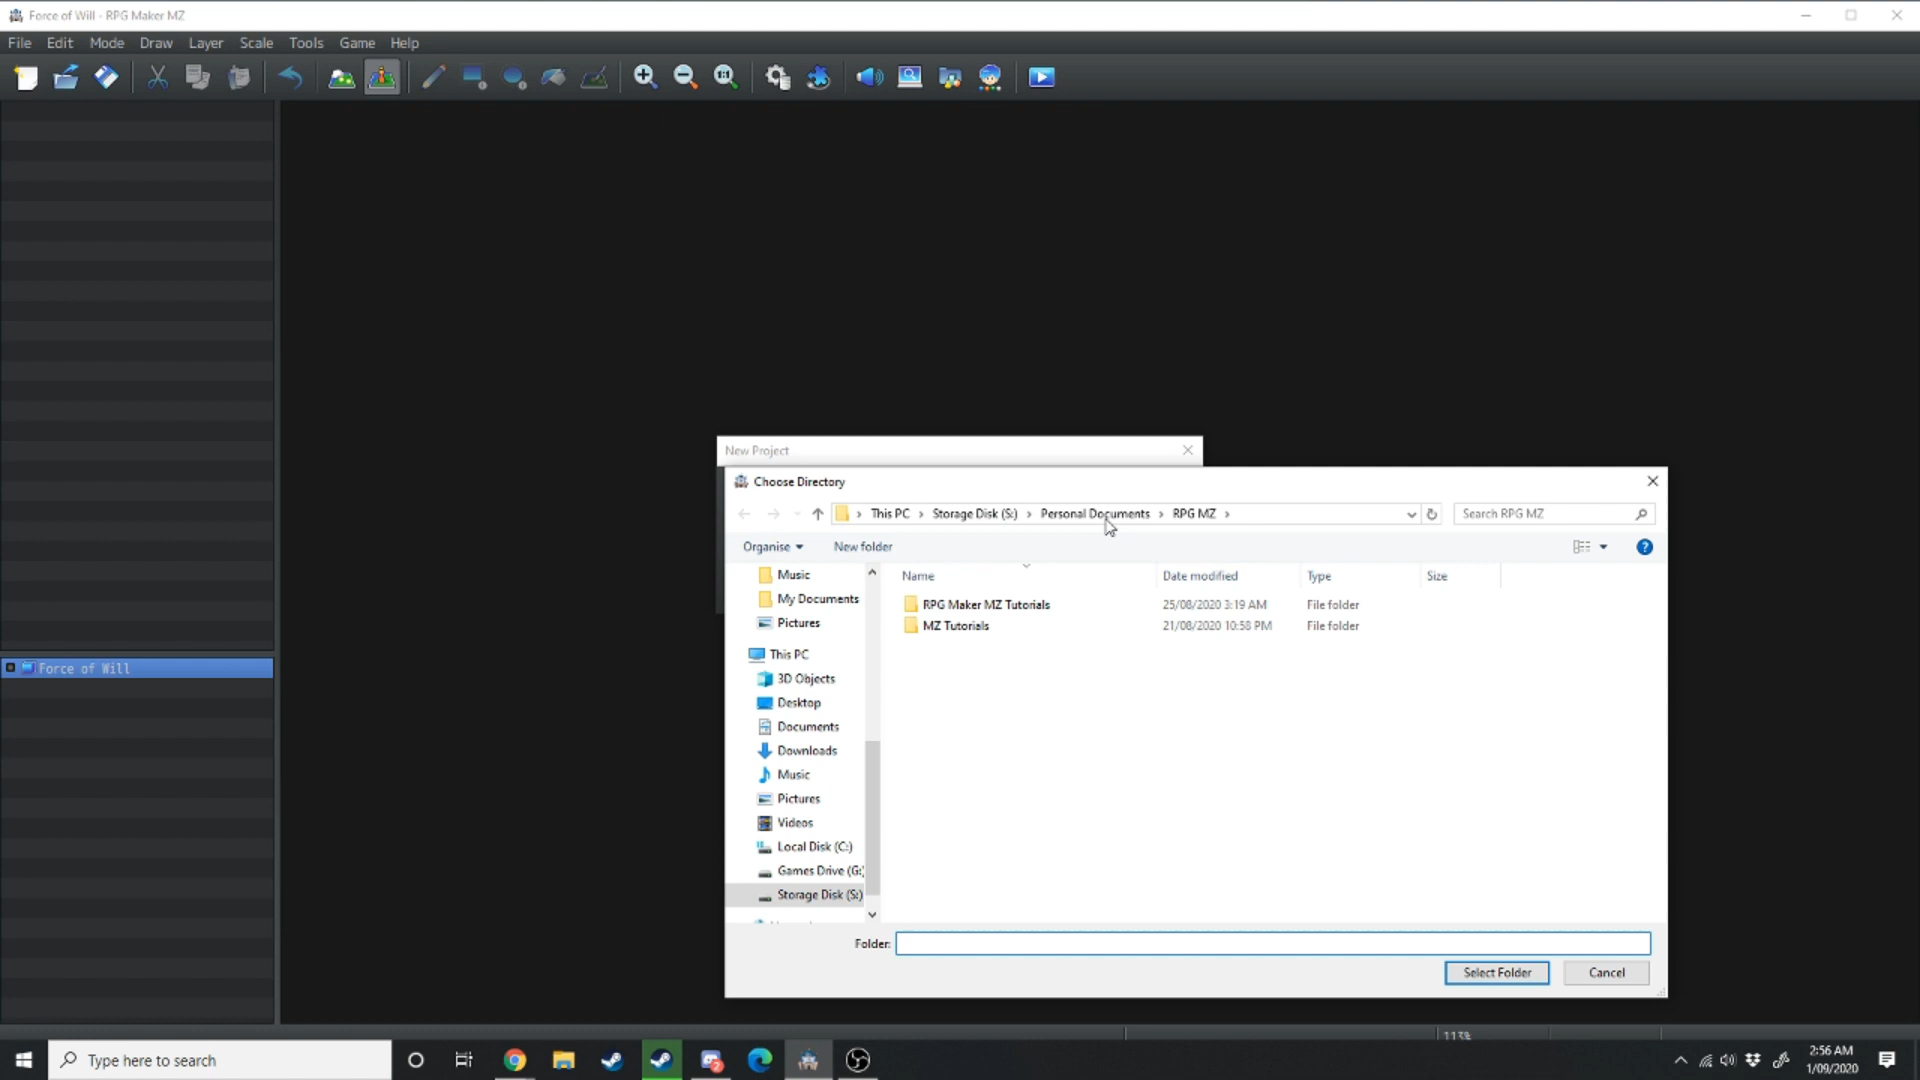 Force of Will - RPG Maker MZ
File Edit Mode Draw Layer Scale Tools Game Help
New Project
Choose Directory
This PC > Storage Disk (S:) > Personal Documents > RPG MZ >
Search RPG MZ
Organise New folder
Name Date modified Type Size
RPG Maker MZ Tutorials 25/08/2020 3:19 AM File folder
MZ Tutorials 21/08/2020 10:58 PM File folder
Music
My Documents
Pictures
This PC
3D Objects
Desktop
Documents
Downloads
Music
Pictures
Videos
Local Disk (C:)
Games Drive (G:)
Storage Disk (S:)
Force of Will
Folder:
Select Folder Cancel
113%
Type here to search
2:56 AM
1/09/2020